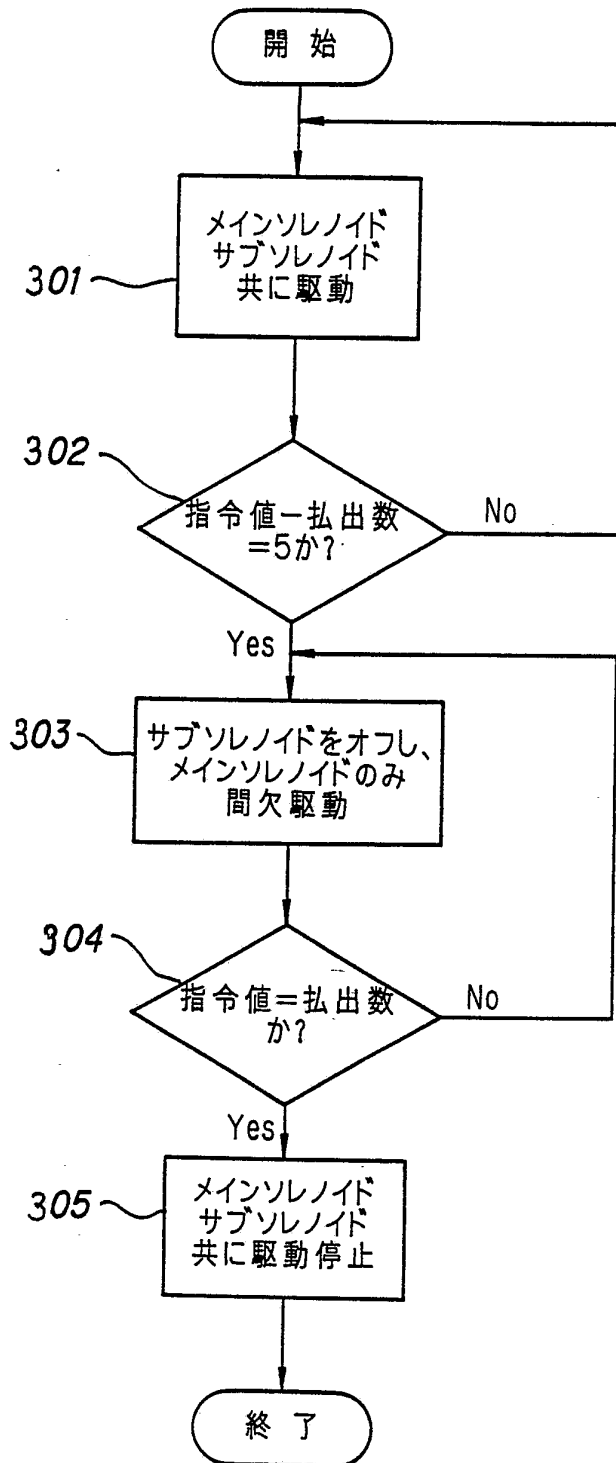 開始
301
メインソレノイド
サブソレノイド
共に駆動
302
指令値－払出数
＝5か？
No
Yes
303
サブソレノイドをオフし、
メインソレノイドのみ
間欠駆動
304
指令値＝払出数
か？
No
Yes
305
メインソレノイド
サブソレノイド
共に駆動停止
終了